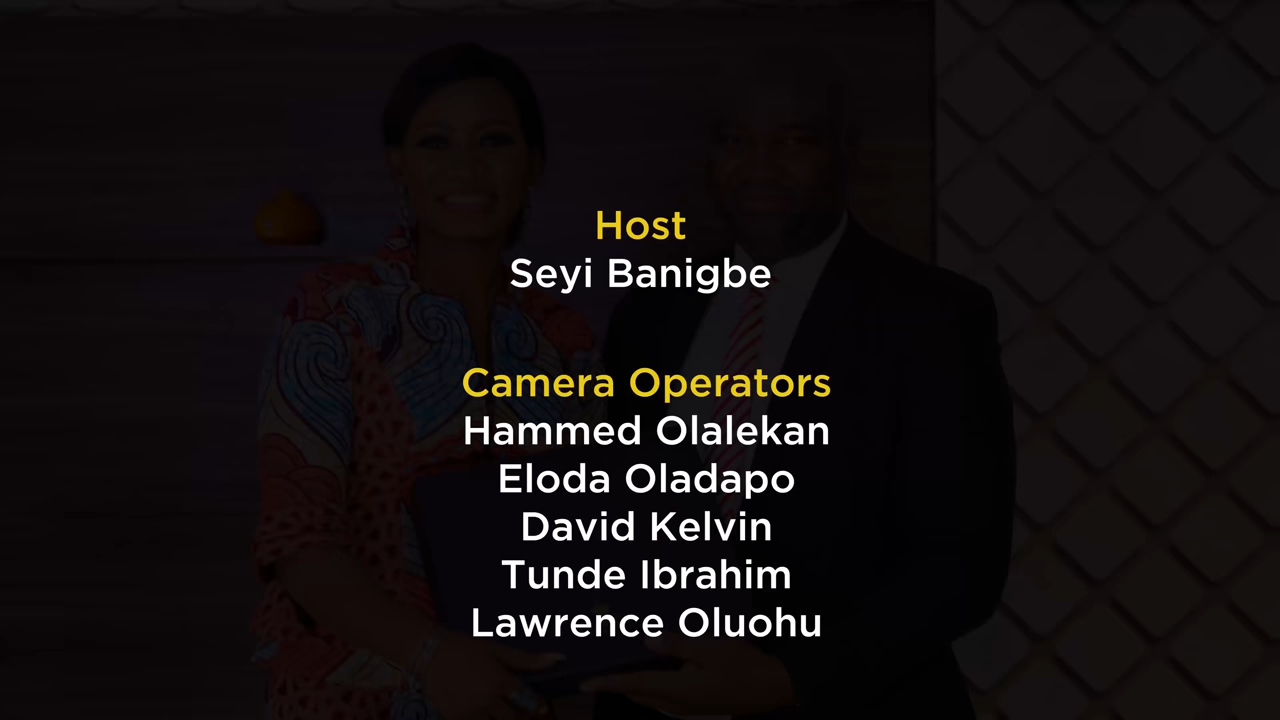 Host
Seyi Banigbe
Camera Operators
Hammed Olalekan
Eloda Oladapo
David Kelvin
Tunde Ibrahim
Lawrence Oluohu